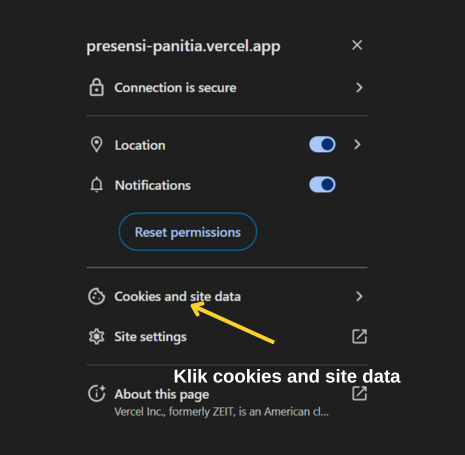 presensi-panitia.vercel.app
Connection is secure
Location
Notifications
Reset permissions
Cookies and site data
Site settings
Klik cookies and site data
About this page
Vercel Inc., formerly ZEIT, is an American cl...